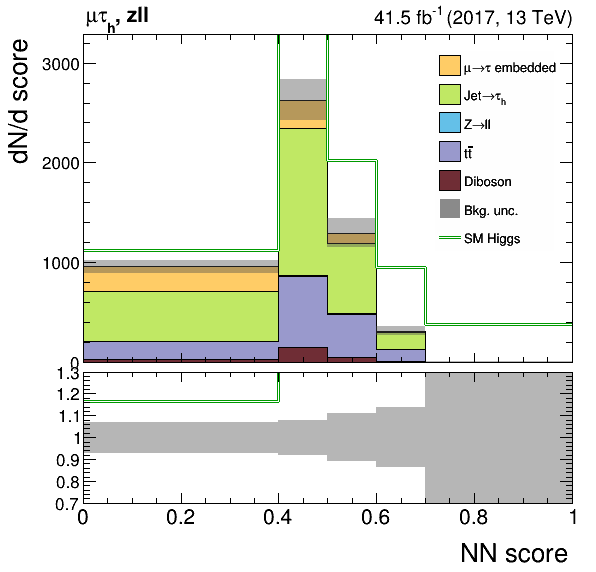 μτh, zll
41.5 fb-1 (2017, 13 TeV)
dN/d score
3000
2000
1000
0
μ→τ embedded
Jet→τh
Z→ll
tt̄
Diboson
Bkg. unc.
SM Higgs
1.3
1.2
1.1
1
0.9
0.8
0.7
0 0.2 0.4 0.6 0.8 1
NN score